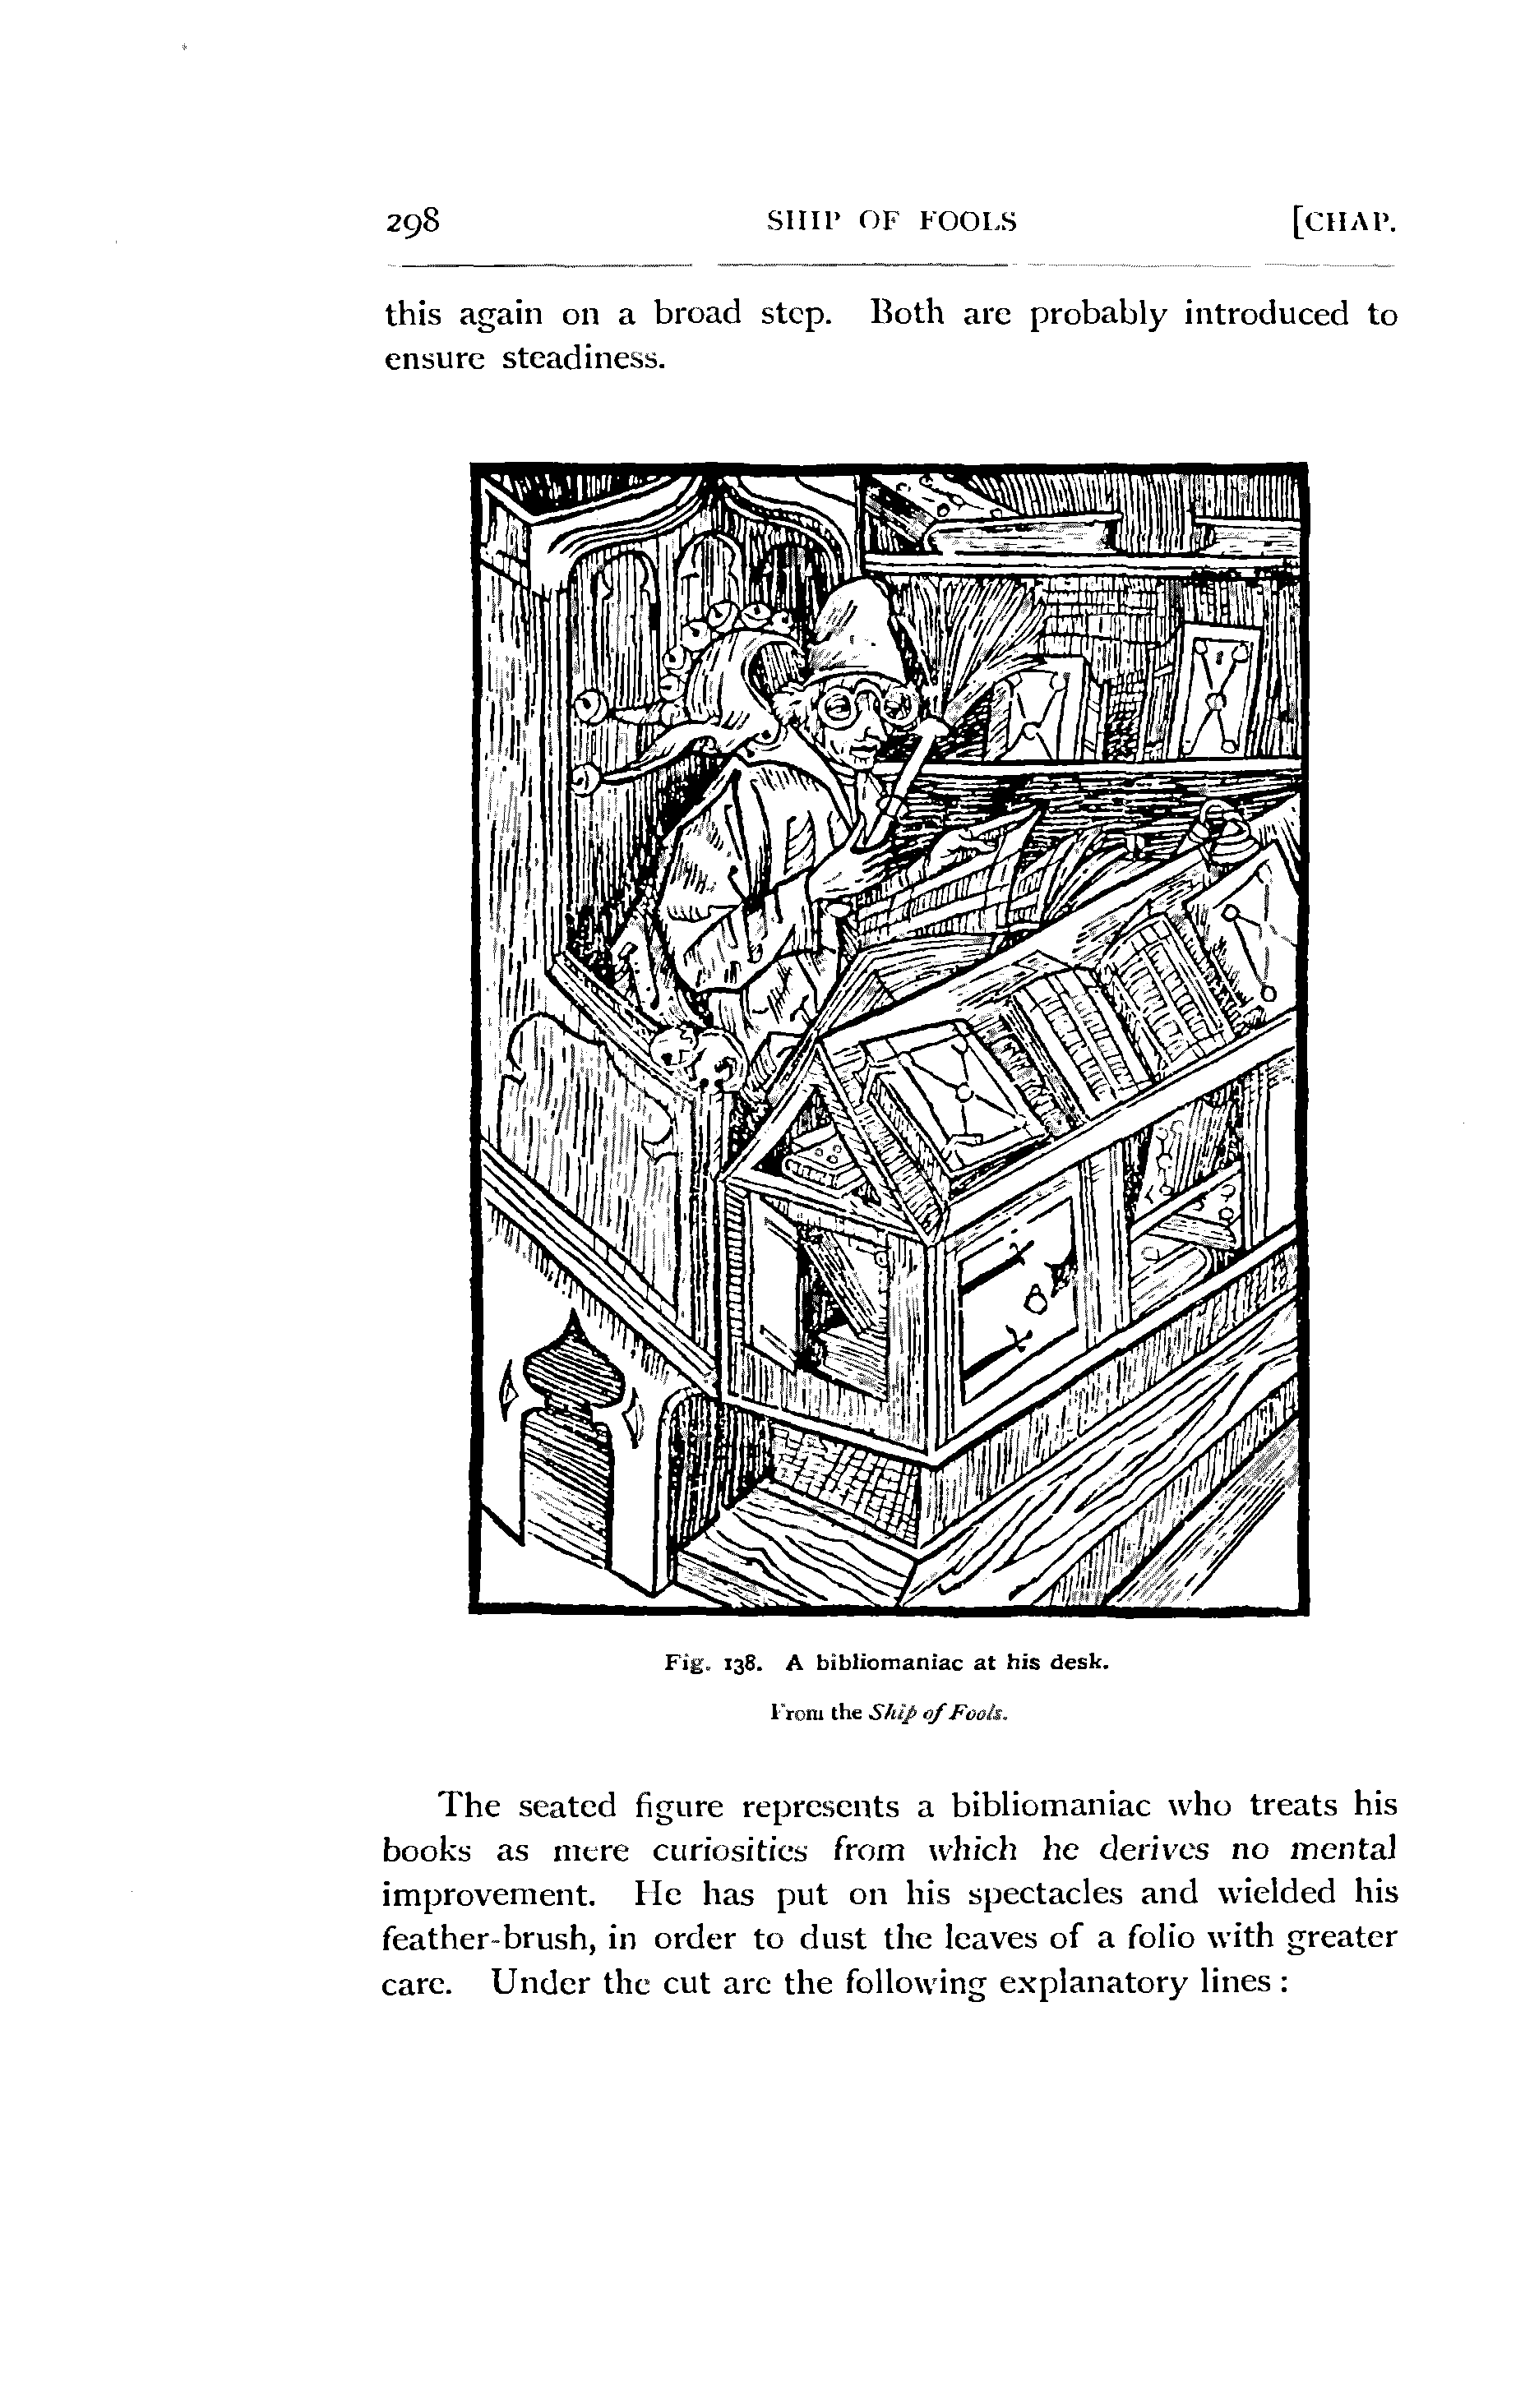 298 SHIP OF FOOLS [CHAP.
this again on a broad step. Both are probably introduced to
ensure steadiness.
Fig. 138. A bibliomaniac at his desk.
From the Ship of Fools.
The seated figure represents a bibliomaniac who treats his
books as mere curiosities from which he derives no mental
improvement. He has put on his spectacles and wielded his
feather-brush, in order to dust the leaves of a folio with greater
care. Under the cut are the following explanatory lines :